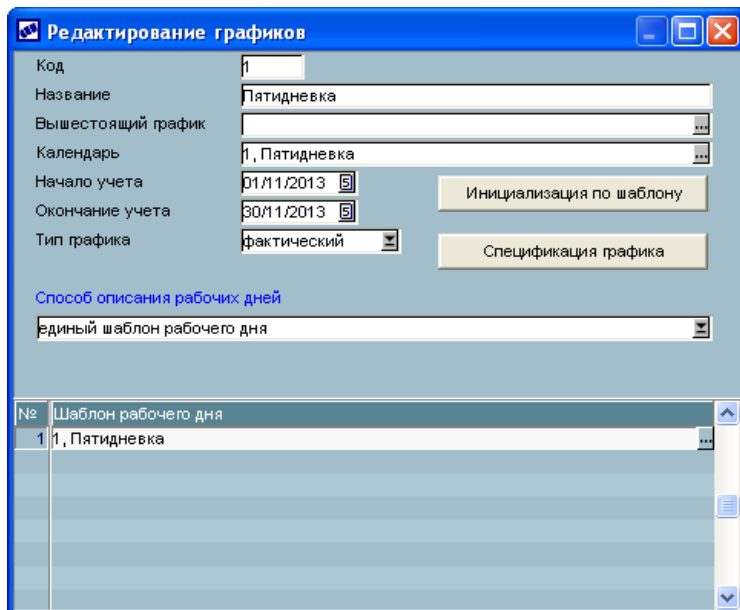 Редактирование графиков
Код 1
Название Пятидневка
Вышестоящий график ...
Календарь 1, Пятидневка ...
Начало учета 01/11/2013 5
Инициализация по шаблону
Окончание учета 30/11/2013 5
Тип графика фактический
Спецификация графика
Способ описания рабочих дней
единый шаблон рабочего дня
№ Шаблон рабочего дня
1 1, Пятидневка ...